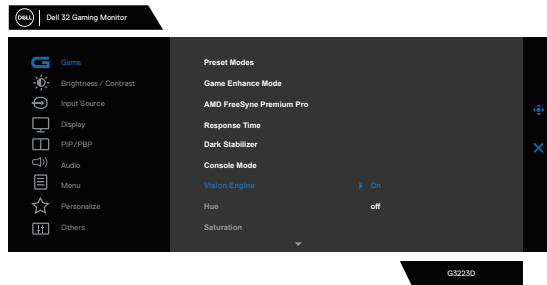 DELL
Dell 32 Gaming Monitor
Game
Brightness / Contrast
Input Source
Display
PIP/PBP
Audio
Menu
Personalize
Others
Preset Modes
Game Enhance Mode
AMD FreeSync Premium Pro
Response Time
Dark Stabilizer
Console Mode
Vision Engine On
Hue off
Saturation
G3223D